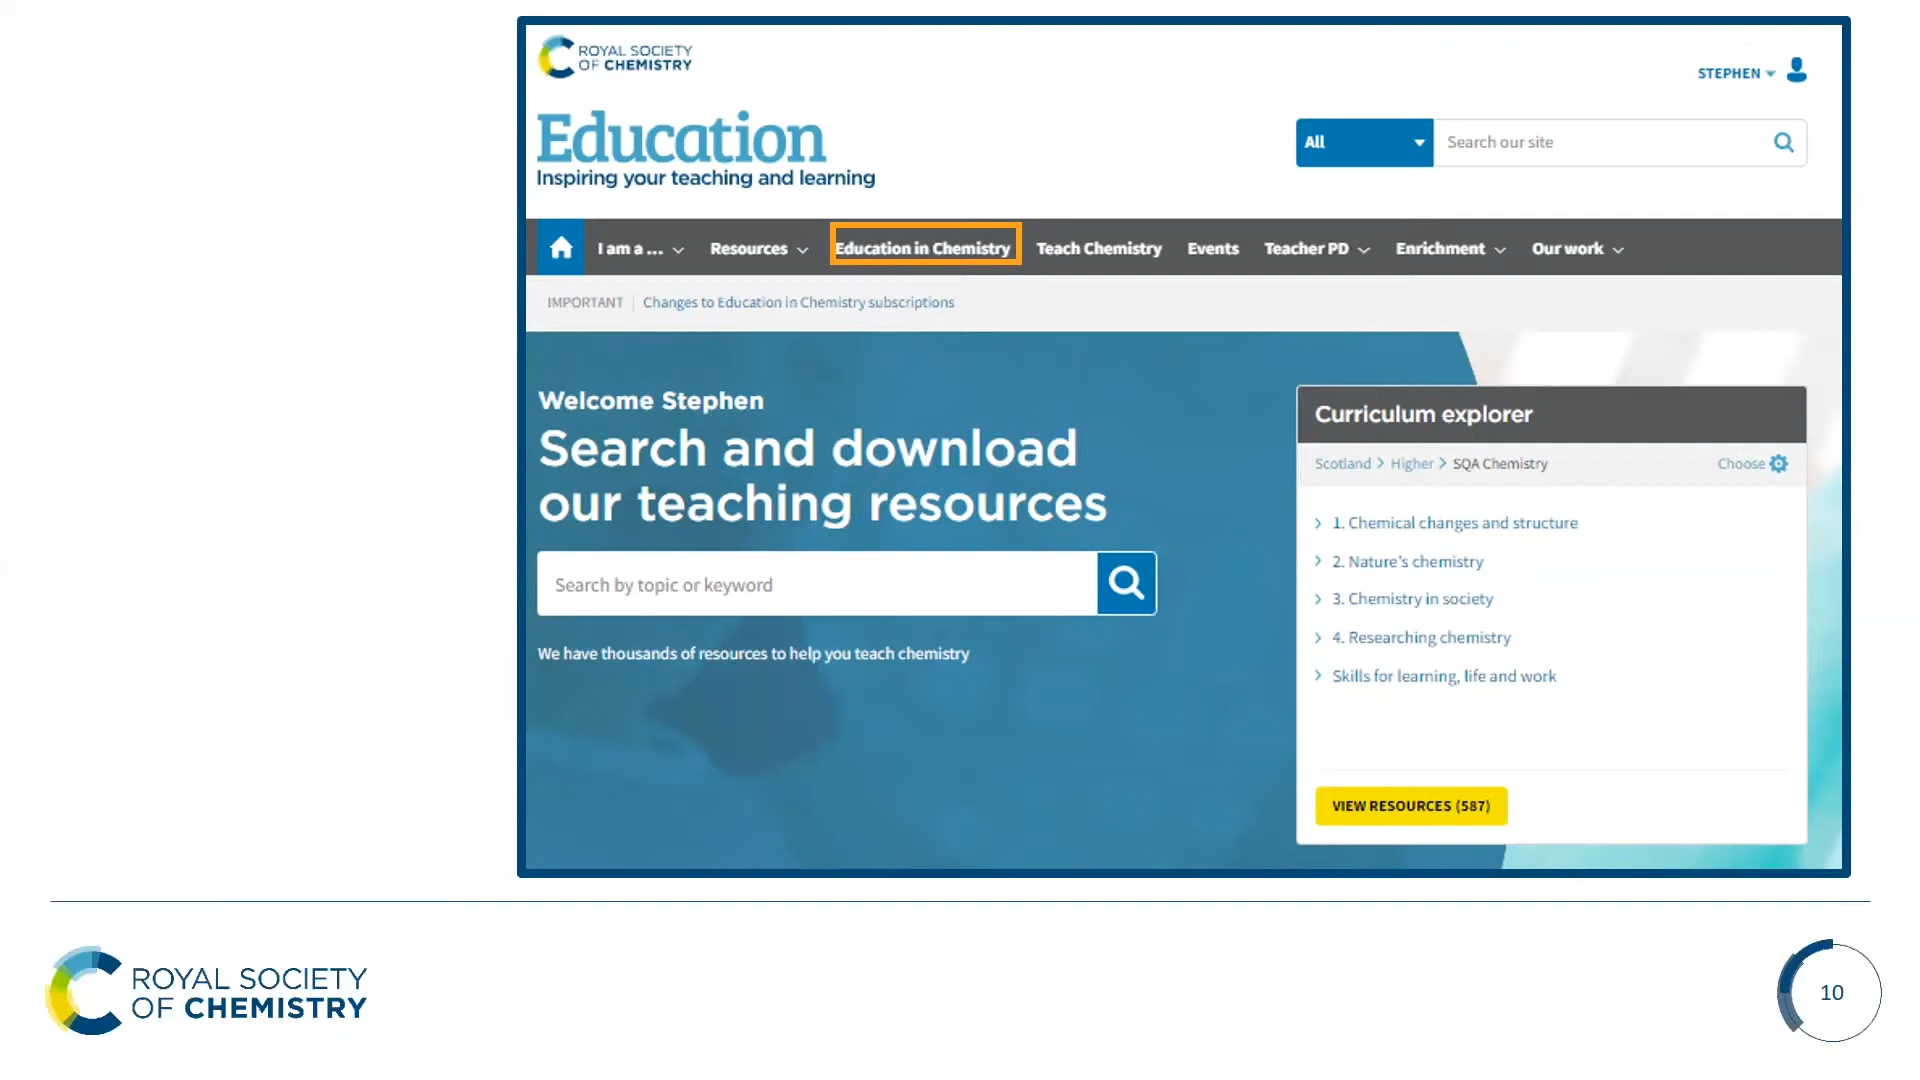 ROYAL SOCIETY
OF CHEMISTRY
STEPHEN
Education
Inspiring your teaching and learning
All
Search our site
I am a ... Resources Education in Chemistry Teach Chemistry Events Teacher PD Enrichment Our work
IMPORTANT Changes to Education in Chemistry subscriptions
Welcome Stephen
Search and download
our teaching resources
Search by topic or keyword
We have thousands of resources to help you teach chemistry
Curriculum explorer
Scotland > Higher > SQA Chemistry Choose
> 1. Chemical changes and structure
> 2. Nature's chemistry
> 3. Chemistry in society
> 4. Researching chemistry
> Skills for learning, life and work
VIEW RESOURCES (587)
ROYAL SOCIETY
OF CHEMISTRY
10